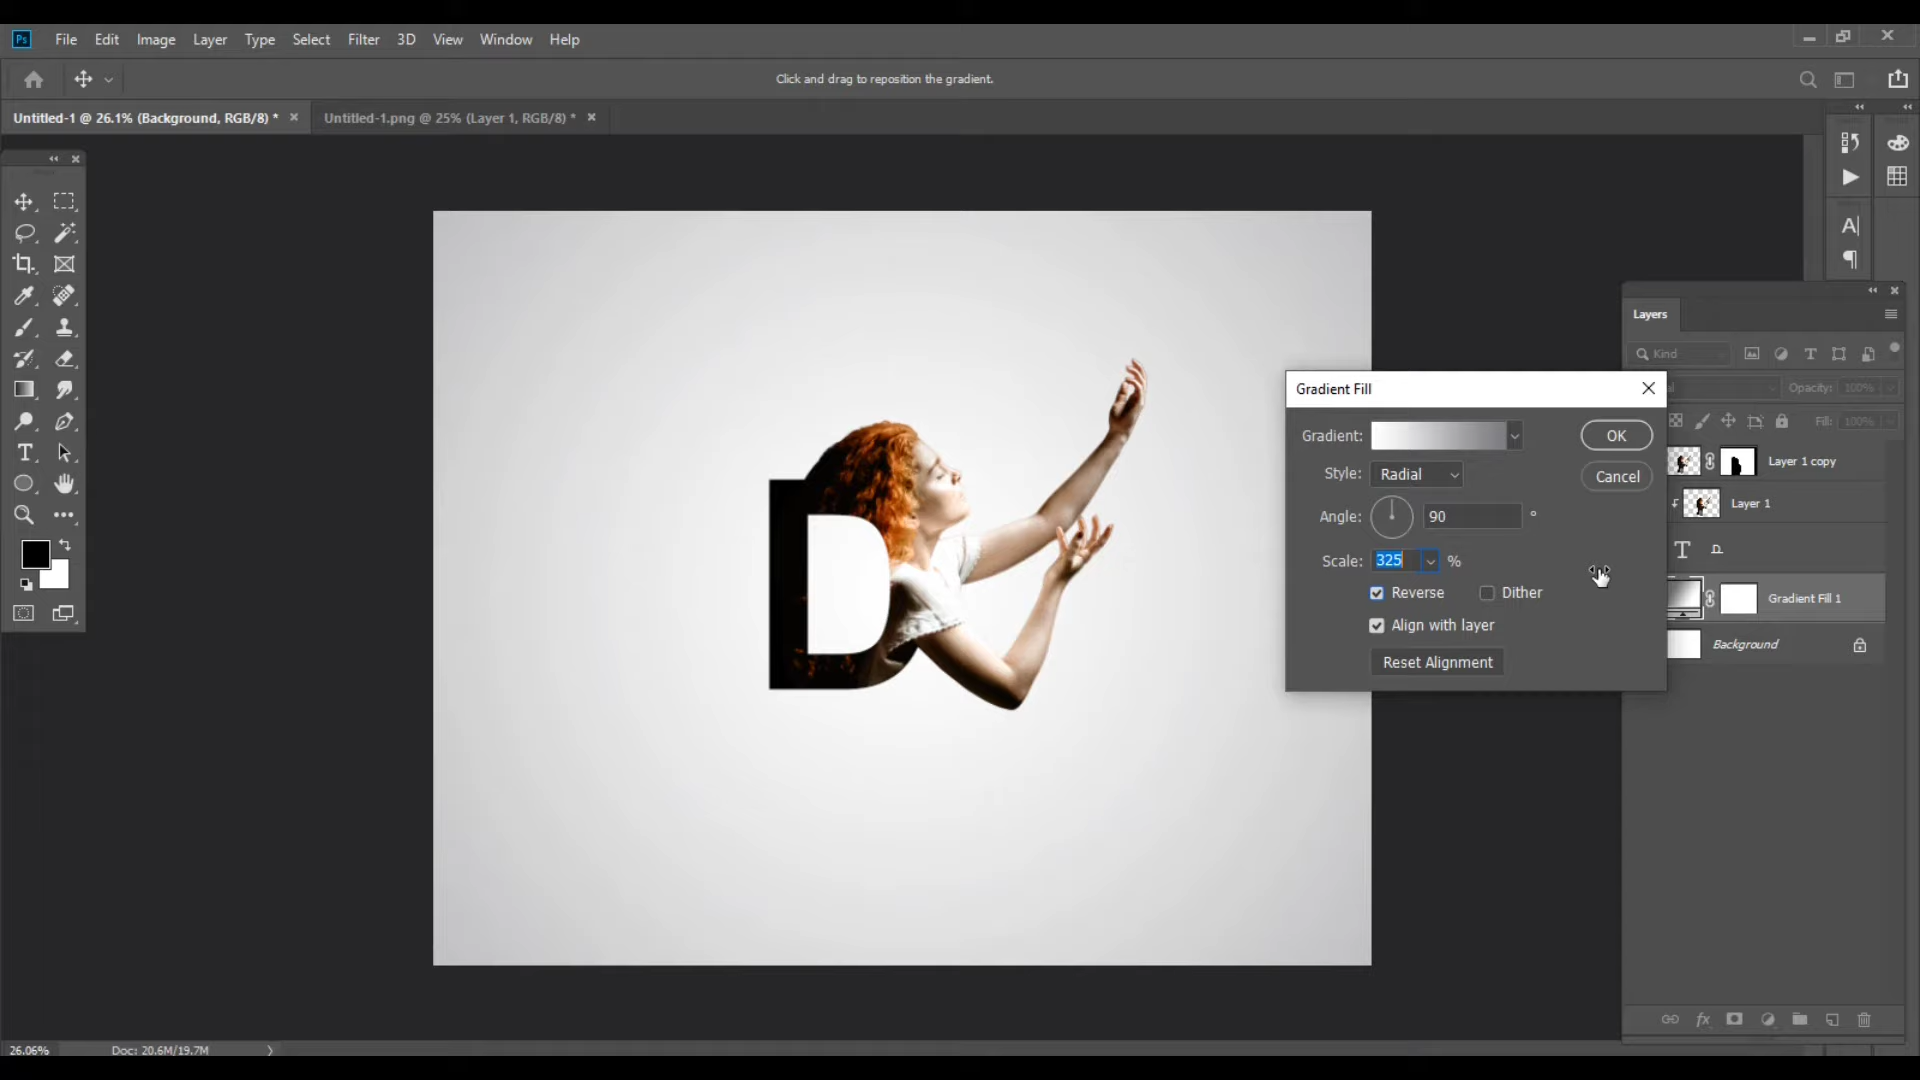 Ps File Edit Image Layer Type Select Filter 3D View Window Help
Click and drag to reposition the gradient.
Untitled-1 @ 26.1% (Background, RGB/8) *
Untitled-1.png @ 25% (Layer 1, RGB/8) *
Layers
Kind
Opacity: 100%
Fill: 100%
Layer 1 copy
Layer 1
D
Gradient Fill 1
Background
Gradient Fill
Gradient:
OK
Style: Radial
Cancel
Angle: 90 °
Scale: 325 %
Reverse Dither
Align with layer
Reset Alignment
D
26.06% Doc: 20.6M/19.7M